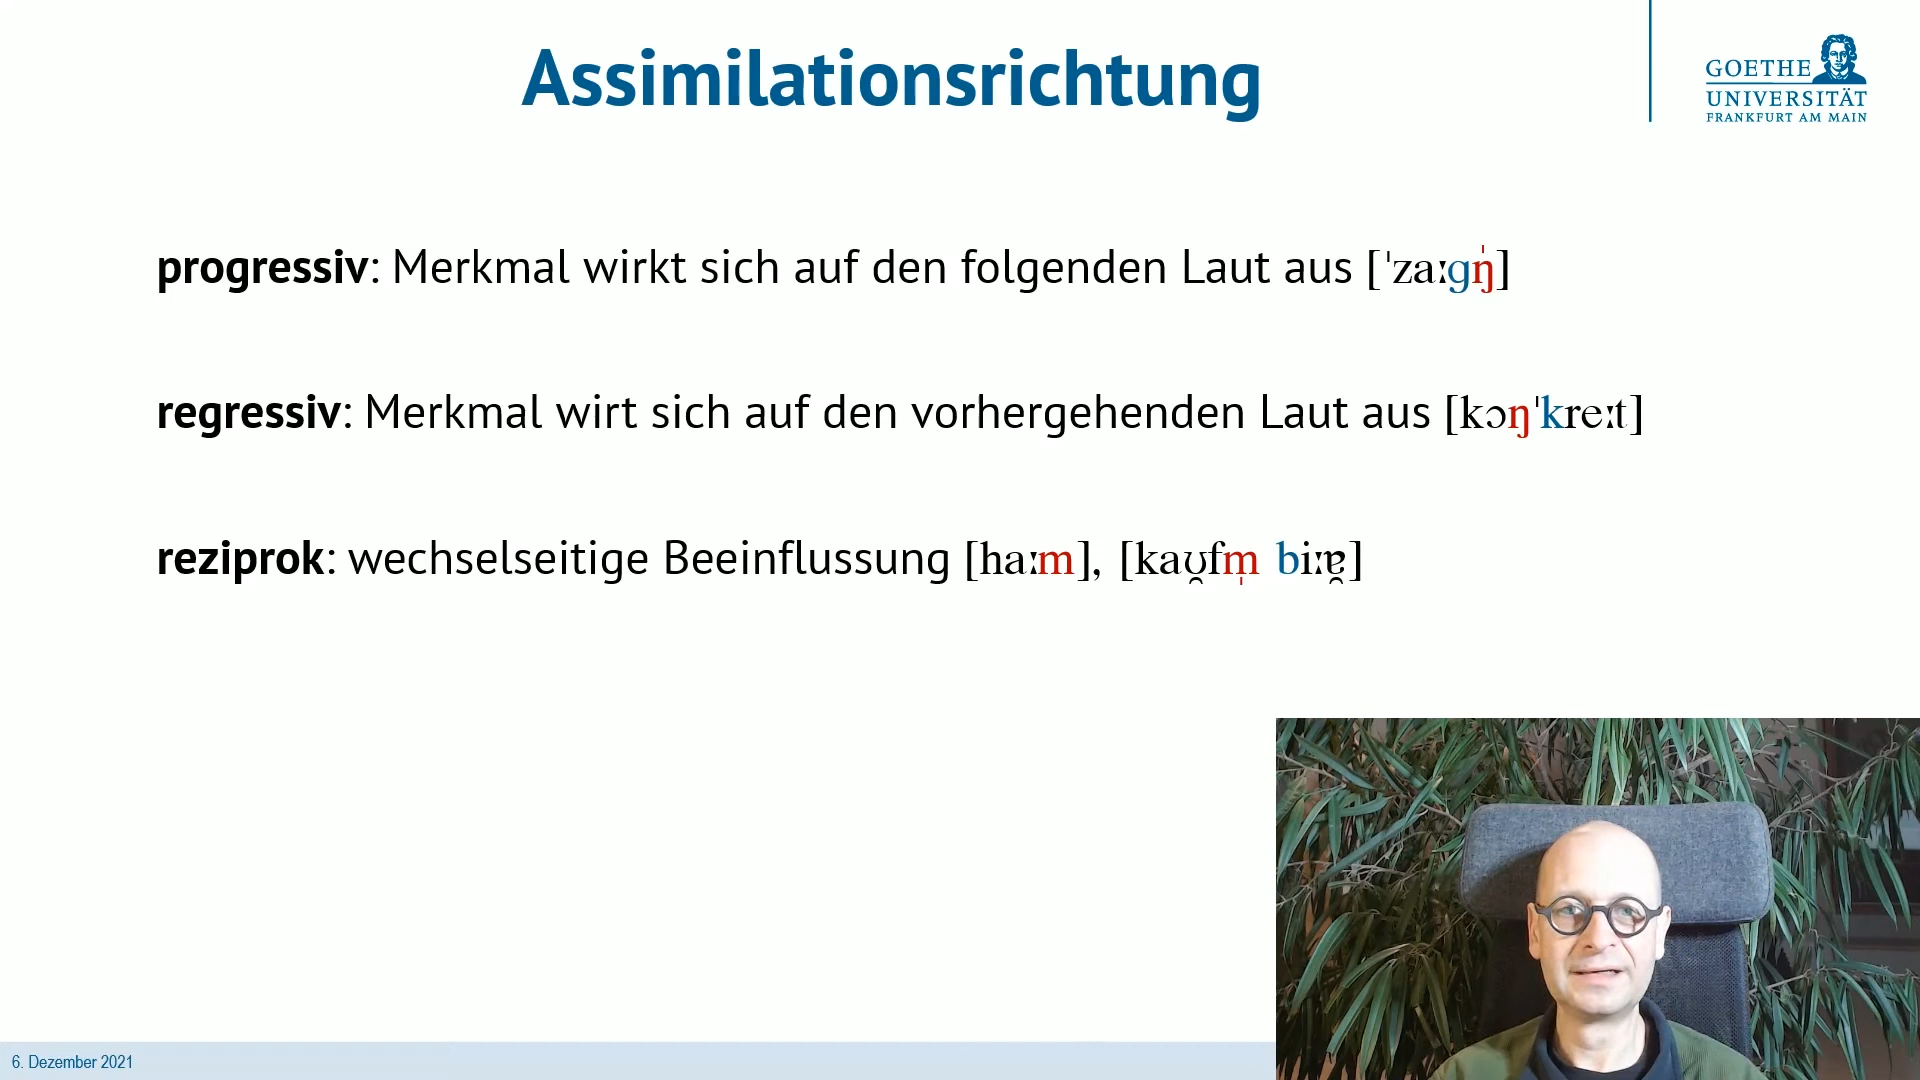 Assimilationsrichtung
GOETHE
UNIVERSITÄT
FRANKFURT AM MAIN
progressiv: Merkmal wirkt sich auf den folgenden Laut aus [ˈzaːgŋ̍]
regressiv: Merkmal wirt sich auf den vorhergehenden Laut aus [kɔŋˈkreːt]
reziprok: wechselseitige Beeinflussung [haːm], [kaʊ̯fm̩ biːɐ̯]
6. Dezember 2021